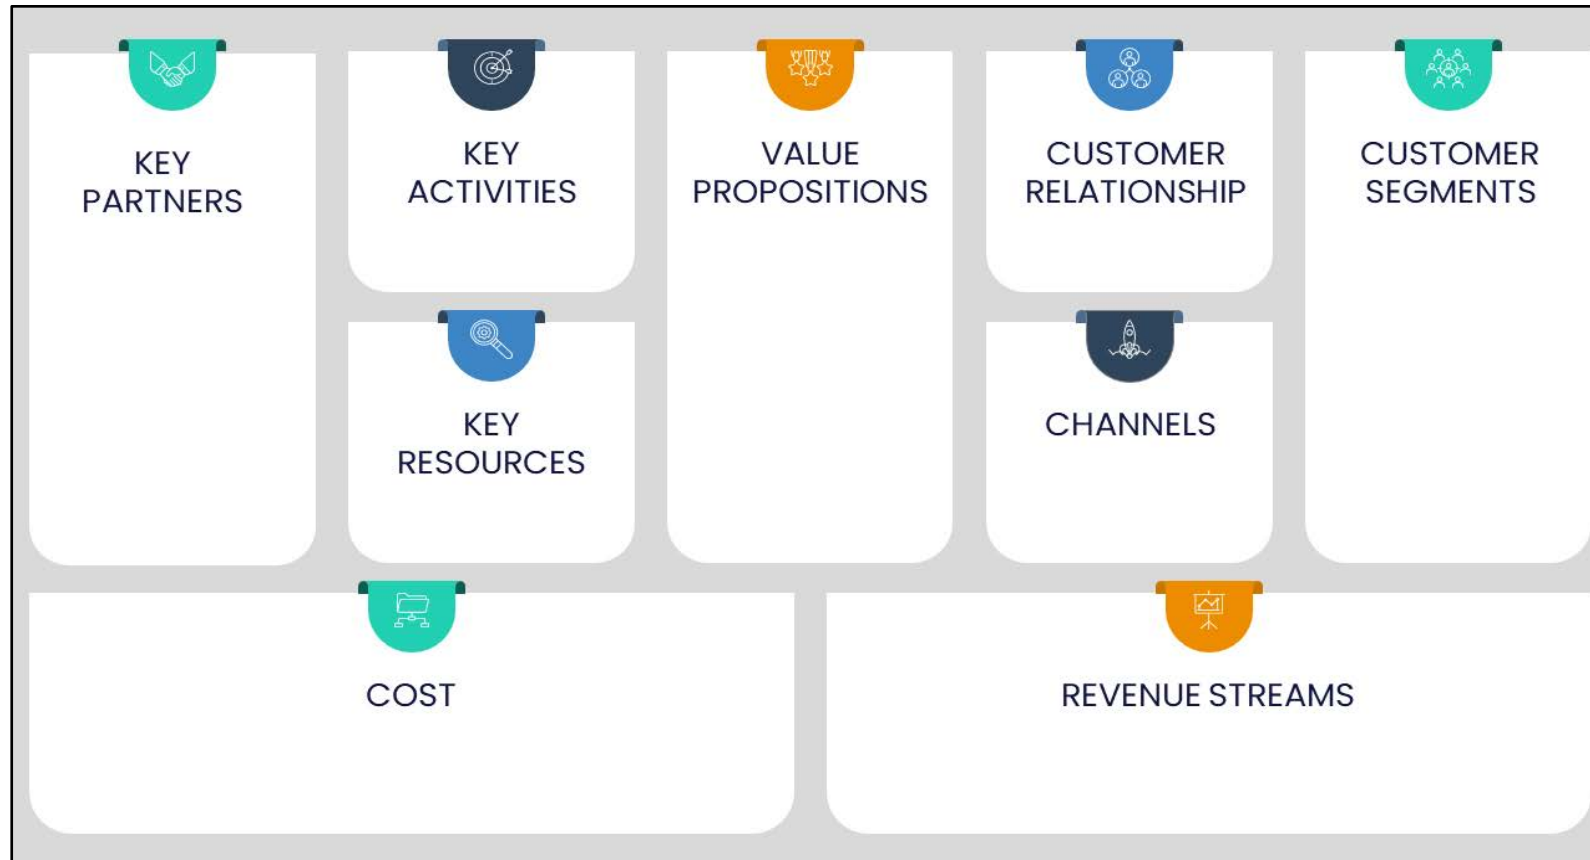 KEY
PARTNERS
KEY
ACTIVITIES
VALUE
PROPOSITIONS
CUSTOMER
RELATIONSHIP
CUSTOMER
SEGMENTS
KEY
RESOURCES
CHANNELS
COST
REVENUE STREAMS